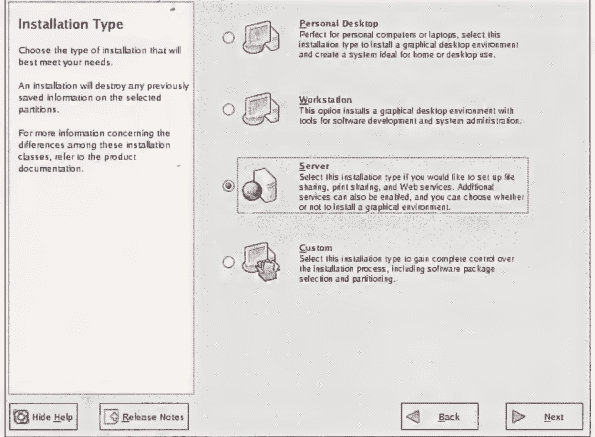 Installation Type
Choose the type of installation that will
best meet your needs.
An installation will destroy any previously
saved information on the selected
partitions.
For more information concerning the
differences among these installation
classes, refer to the product
documentation.
Personal Desktop
Perfect for personal computers or laptops, select this
installation type to install a graphical desktop environment
and create a system ideal for home or desktop use.
Workstation
This option installs a graphical desktop environment with
tools for software development and system administration.
Server
Select this installation type if you would like to set up file
sharing, print sharing, and Web services. Additional
services can also be enabled, and you can choose whether
or not to install a graphical environment.
Custom
Select this installation type to gain complete control over
the installation process, including software package
selection and partitioning.
Hide Help
Release Notes
Back
Next